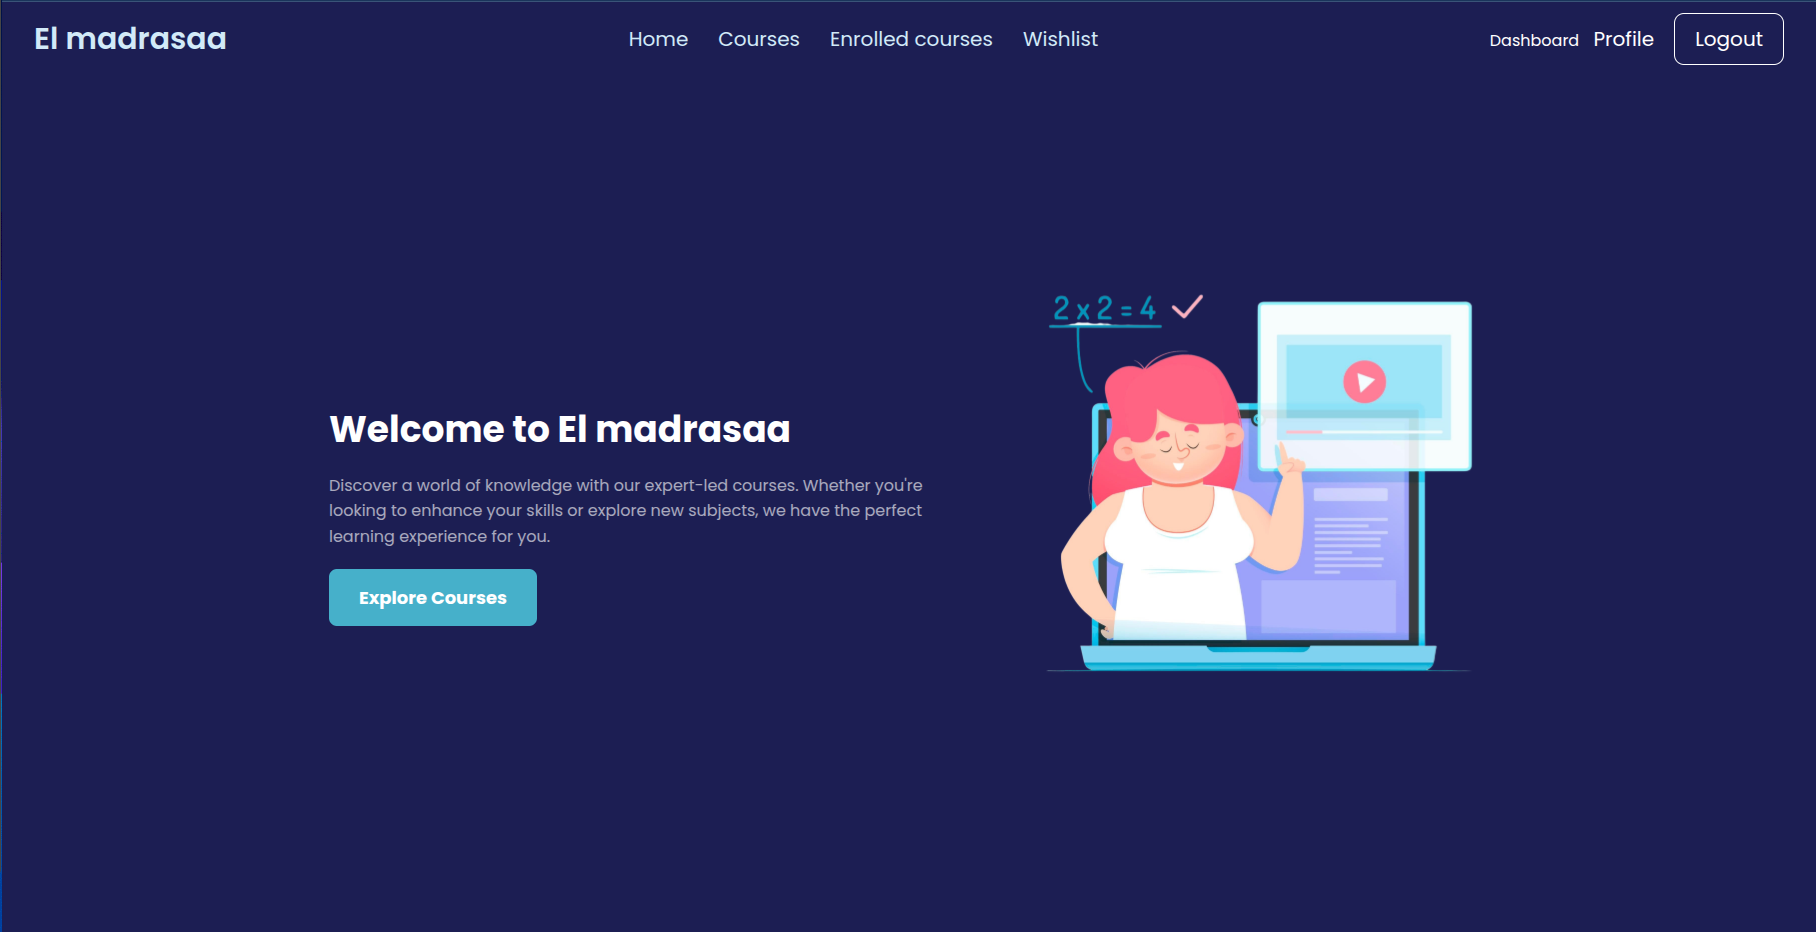 El madrasaa
Home Courses Enrolled courses Wishlist
Dashboard Profile Logout
2 x 2 = 4
Welcome to El madrasaa
Discover a world of knowledge with our expert-led courses. Whether you're
looking to enhance your skills or explore new subjects, we have the perfect
learning experience for you.
Explore Courses